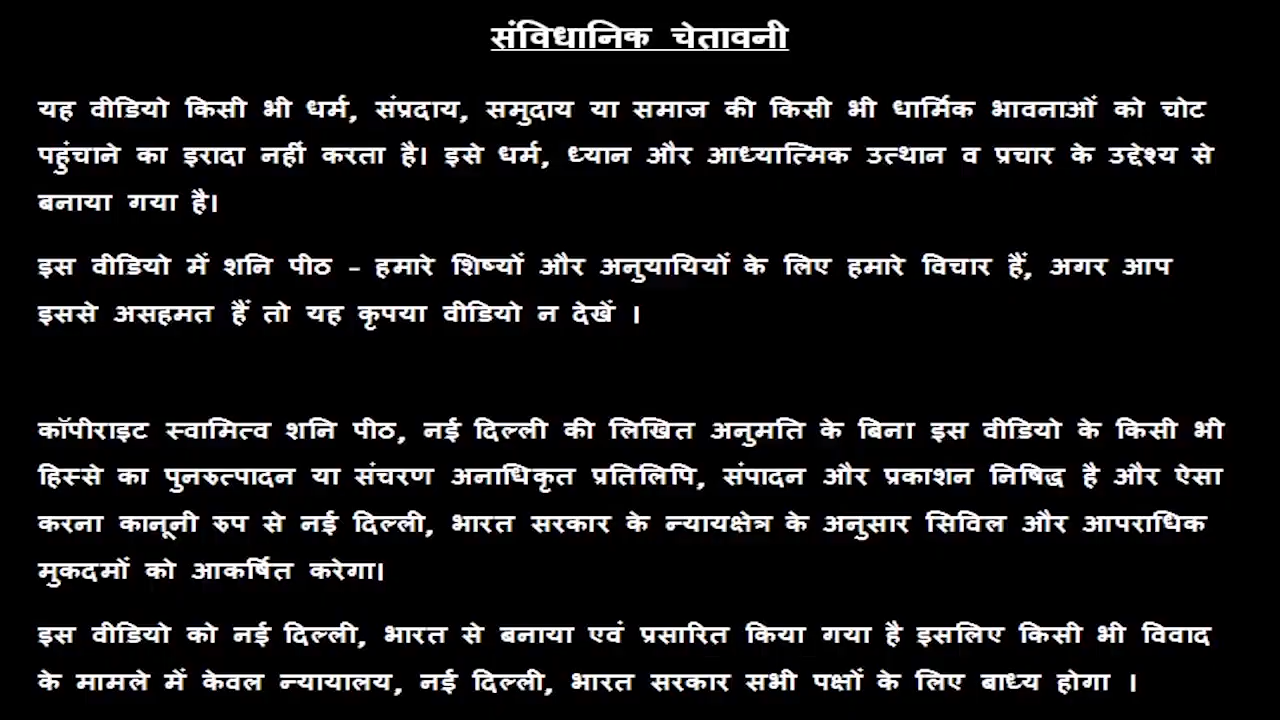 संविधानिक चेतावनी
यह वीडियो किसी भी धर्म, संप्रदाय, समुदाय या समाज की किसी भी धार्मिक भावनाओं को चोट
पहुंचाने का इरादा नहीं करता है। इसे धर्म, ध्यान और आध्यात्मिक उत्थान व प्रचार के उद्देश्य से
बनाया गया है।
इस वीडियो में शनि पीठ – हमारे शिष्यों और अनुयायियों के लिए हमारे विचार हैं, अगर आप
इससे असहमत हैं तो यह कृपया वीडियो न देखें ।
कॉपीराइट स्वामित्व शनि पीठ, नई दिल्ली की लिखित अनुमति के बिना इस वीडियो के किसी भी
हिस्से का पुनरुत्पादन या संचरण अनाधिकृत प्रतिलिपि, संपादन और प्रकाशन निषिद्ध है और ऐसा
करना कानूनी रुप से नई दिल्ली, भारत सरकार के न्यायक्षेत्र के अनुसार सिविल और आपराधिक
मुकदमों को आकर्षित करेगा।
इस वीडियो को नई दिल्ली, भारत से बनाया एवं प्रसारित किया गया है इसलिए किसी भी विवाद
के मामले में केवल न्यायालय, नई दिल्ली, भारत सरकार सभी पक्षों के लिए बाध्य होगा ।